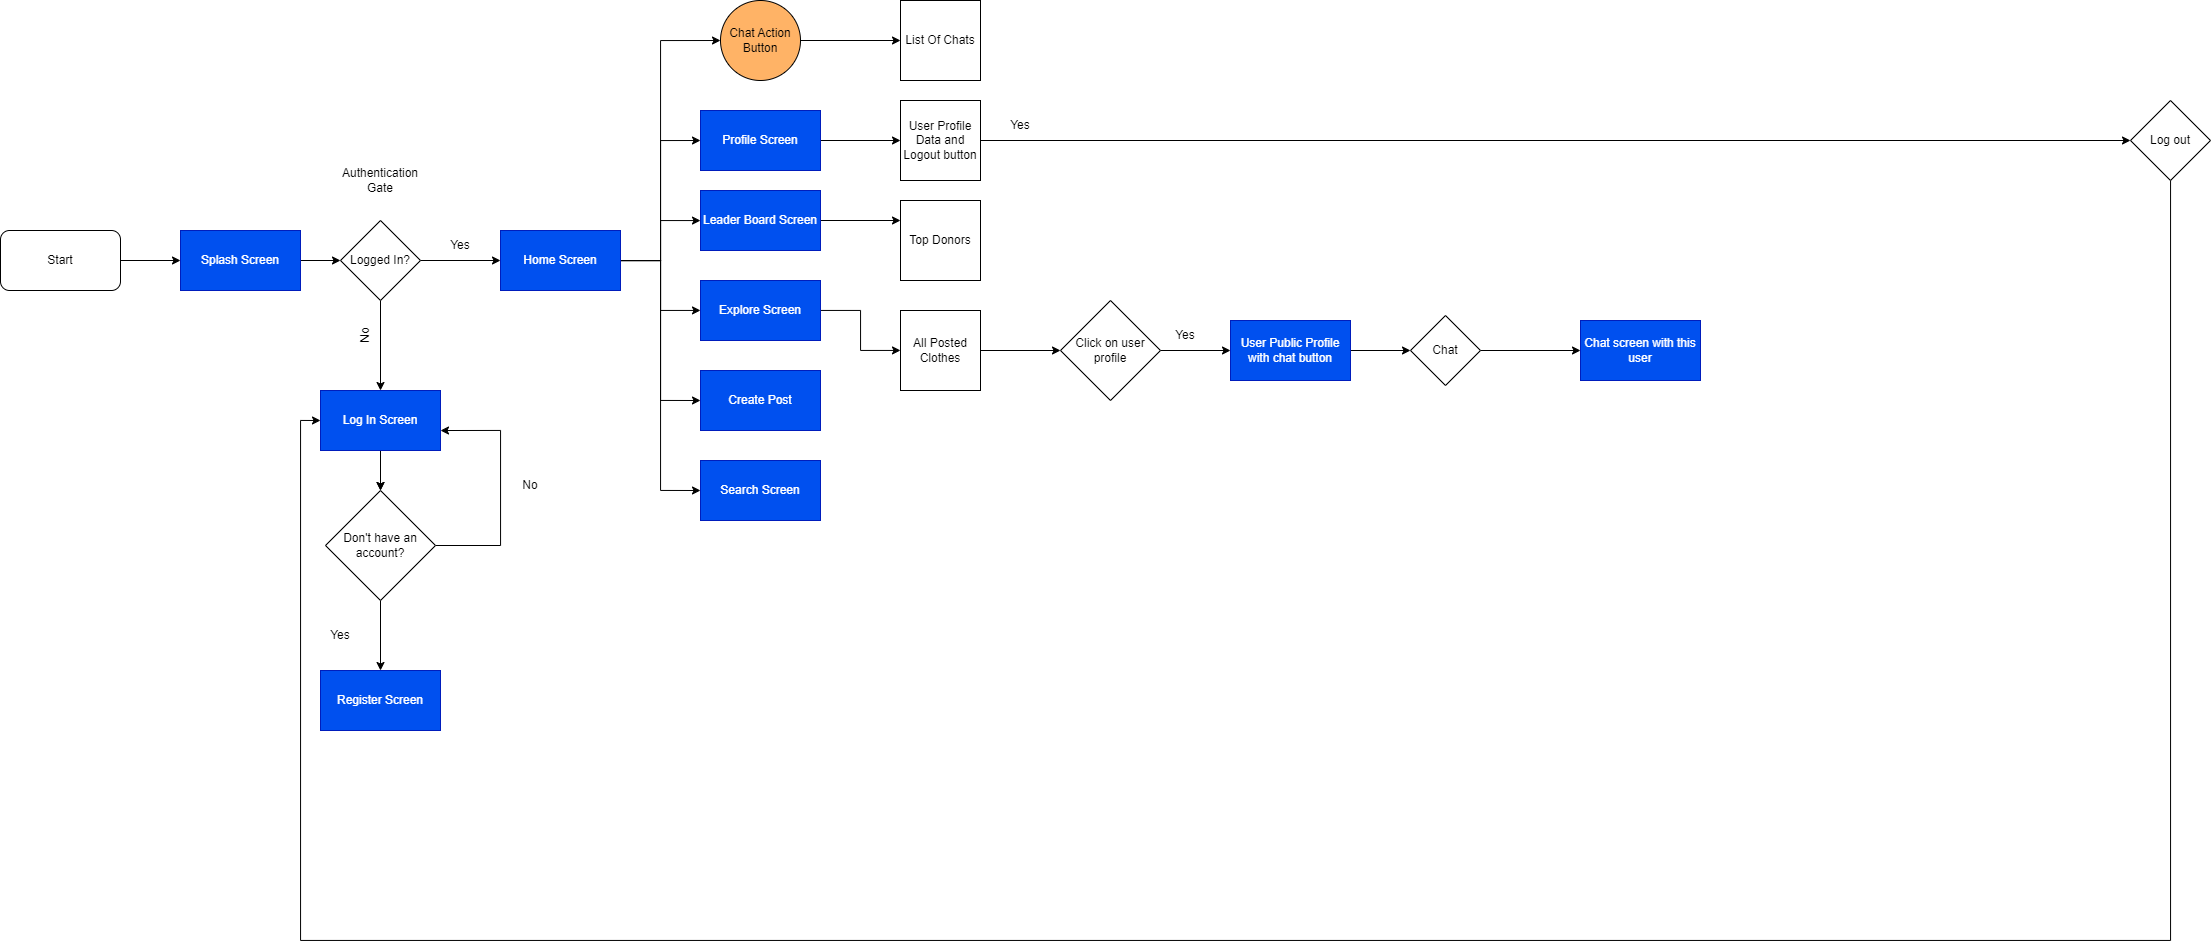 Chat Action
Button
List Of Chats
Profile Screen
User Profile
Data and
Logout button
Yes
Log out
Authentication
Gate
Leader Board Screen
Top Donors
Start
Splash Screen
Logged In?
Yes
Home Screen
No
Explore Screen
All Posted
Clothes
Click on user
profile
Yes
User Public Profile
with chat button
Chat
Chat screen with this
user
Create Post
Log In Screen
Search Screen
No
Don't have an
account?
Yes
Register Screen